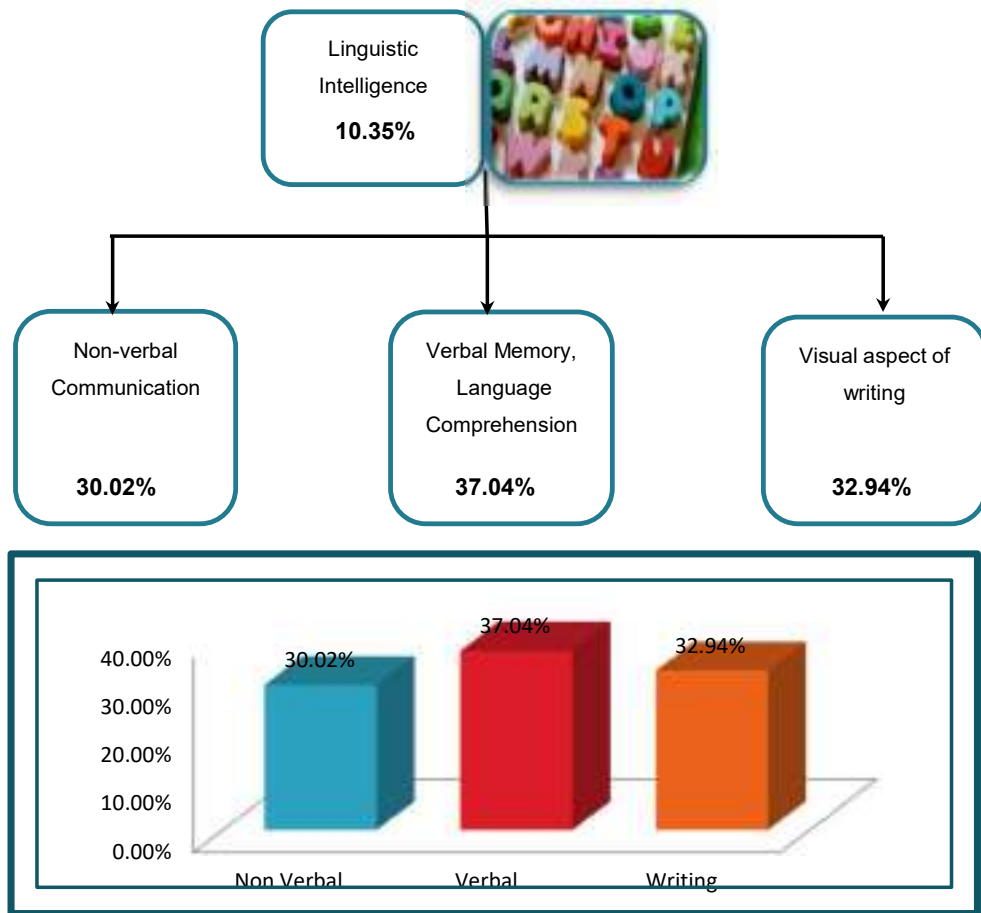 Linguistic
Intelligence
10.35%
Non-verbal
Communication
30.02%
Verbal Memory,
Language
Comprehension
37.04%
Visual aspect of
writing
32.94%
40.00%
30.00%
20.00%
10.00%
0.00%
30.02%
37.04%
32.94%
Non Verbal
Verbal
Writing